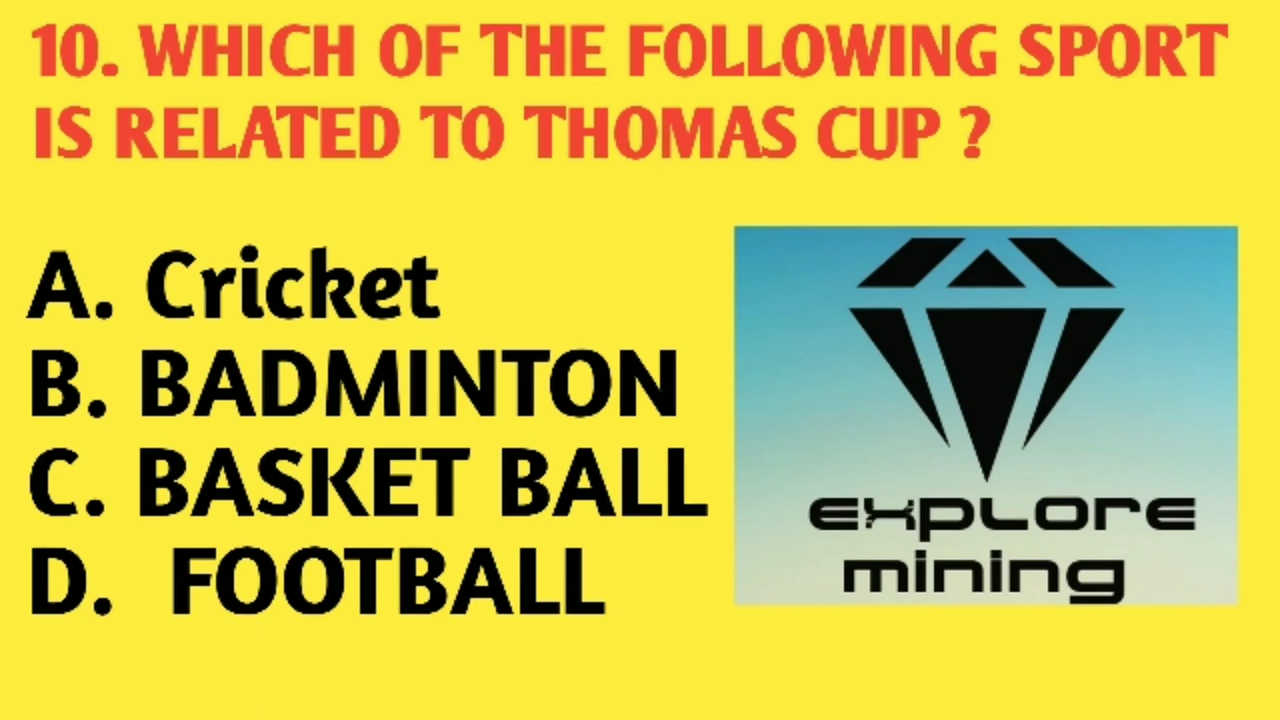 10. WHICH OF THE FOLLOWING SPORT
IS RELATED TO THOMAS CUP ?
A. Cricket
B. BADMINTON
C. BASKET BALL
D. FOOTBALL
explore
mining